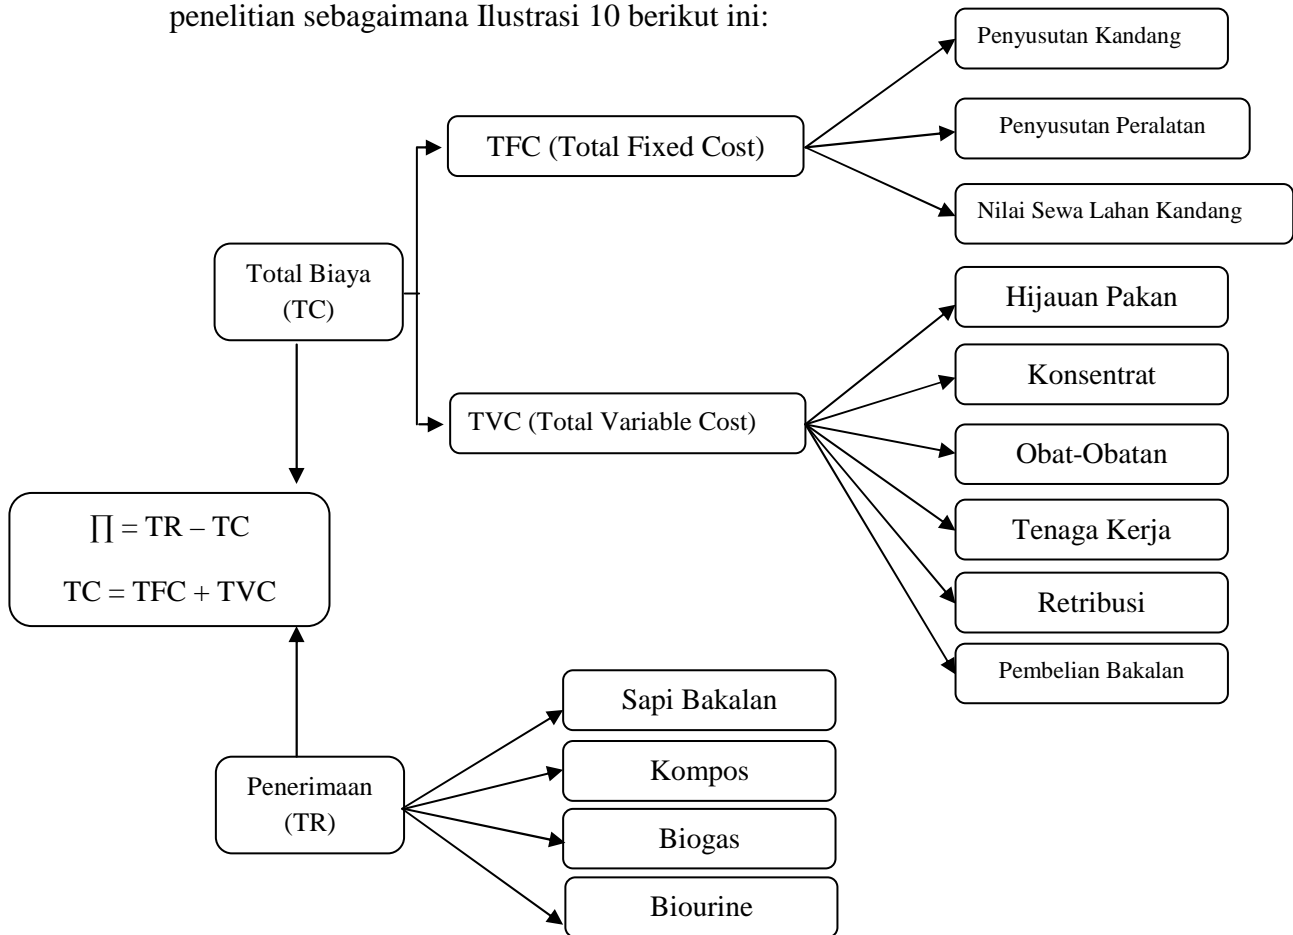 penelitian sebagaimana Ilustrasi 10 berikut ini:
Penyusutan Kandang
TFC (Total Fixed Cost)
Penyusutan Peralatan
Nilai Sewa Lahan Kandang
Total Biaya
(TC)
Hijauan Pakan
Konsentrat
TVC (Total Variable Cost)
Obat-Obatan
Tenaga Kerja
Retribusi
Pembelian Bakalan
∏ = TR – TC
TC = TFC + TVC
Penerimaan
(TR)
Sapi Bakalan
Kompos
Biogas
Biourine